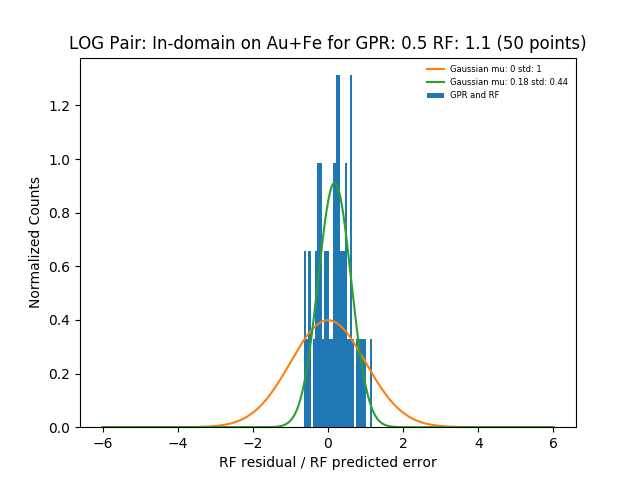 LOG Pair: In-domain on Au+Fe for GPR: 0.5 RF: 1.1 (50 points)
Gaussian mu: 0 std: 1
Gaussian mu: 0.18 std: 0.44
GPR and RF
Normalized Counts
1.2
1.0
0.8
0.6
0.4
0.2
0.0
−6 −4 −2 0 2 4 6
RF residual / RF predicted error